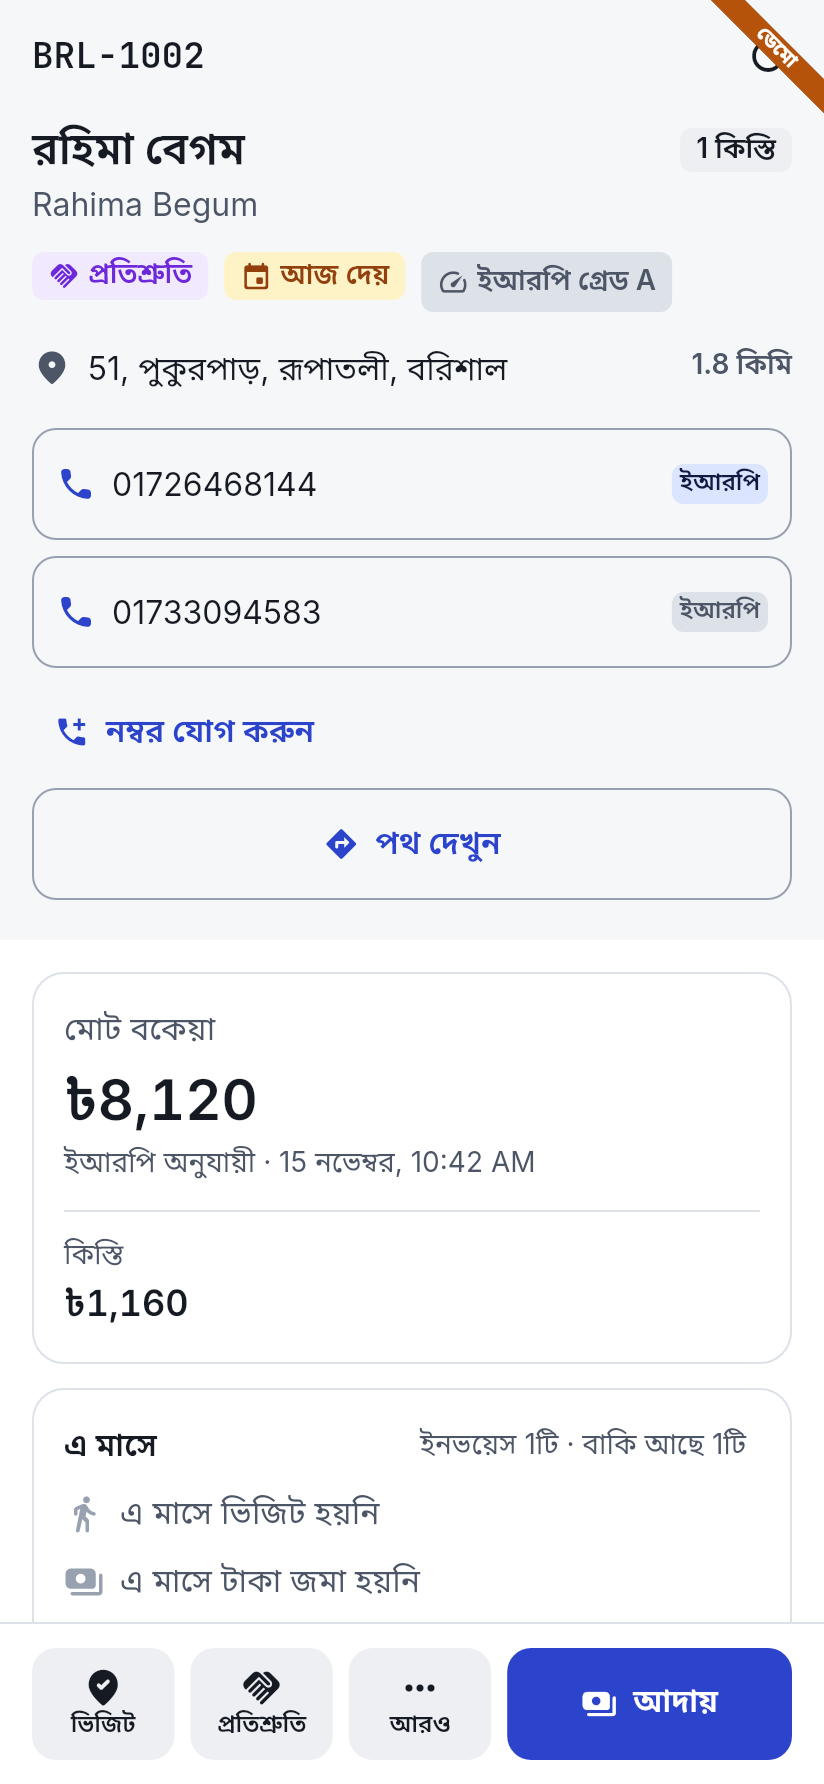 BRL-1002
ডেমো
রহিমা বেগম
1 কিস্তি
Rahima Begum
প্রতিশ্রুতি
আজ দেয়
ইআরপি গ্রেড A
51, পুকুরপাড়, রূপাতলী, বরিশাল
1.8 কিমি
01726468144
ইআরপি
01733094583
ইআরপি
নম্বর যোগ করুন
পথ দেখুন
মোট বকেয়া
৳8,120
ইআরপি অনুযায়ী · 15 নভেম্বর, 10:42 AM
কিস্তি
৳1,160
এ মাসে
ইনভয়েস 1টি · বাকি আছে 1টি
এ মাসে ভিজিট হয়নি
এ মাসে টাকা জমা হয়নি
ভিজিট
প্রতিশ্রুতি
আরও
আদায়